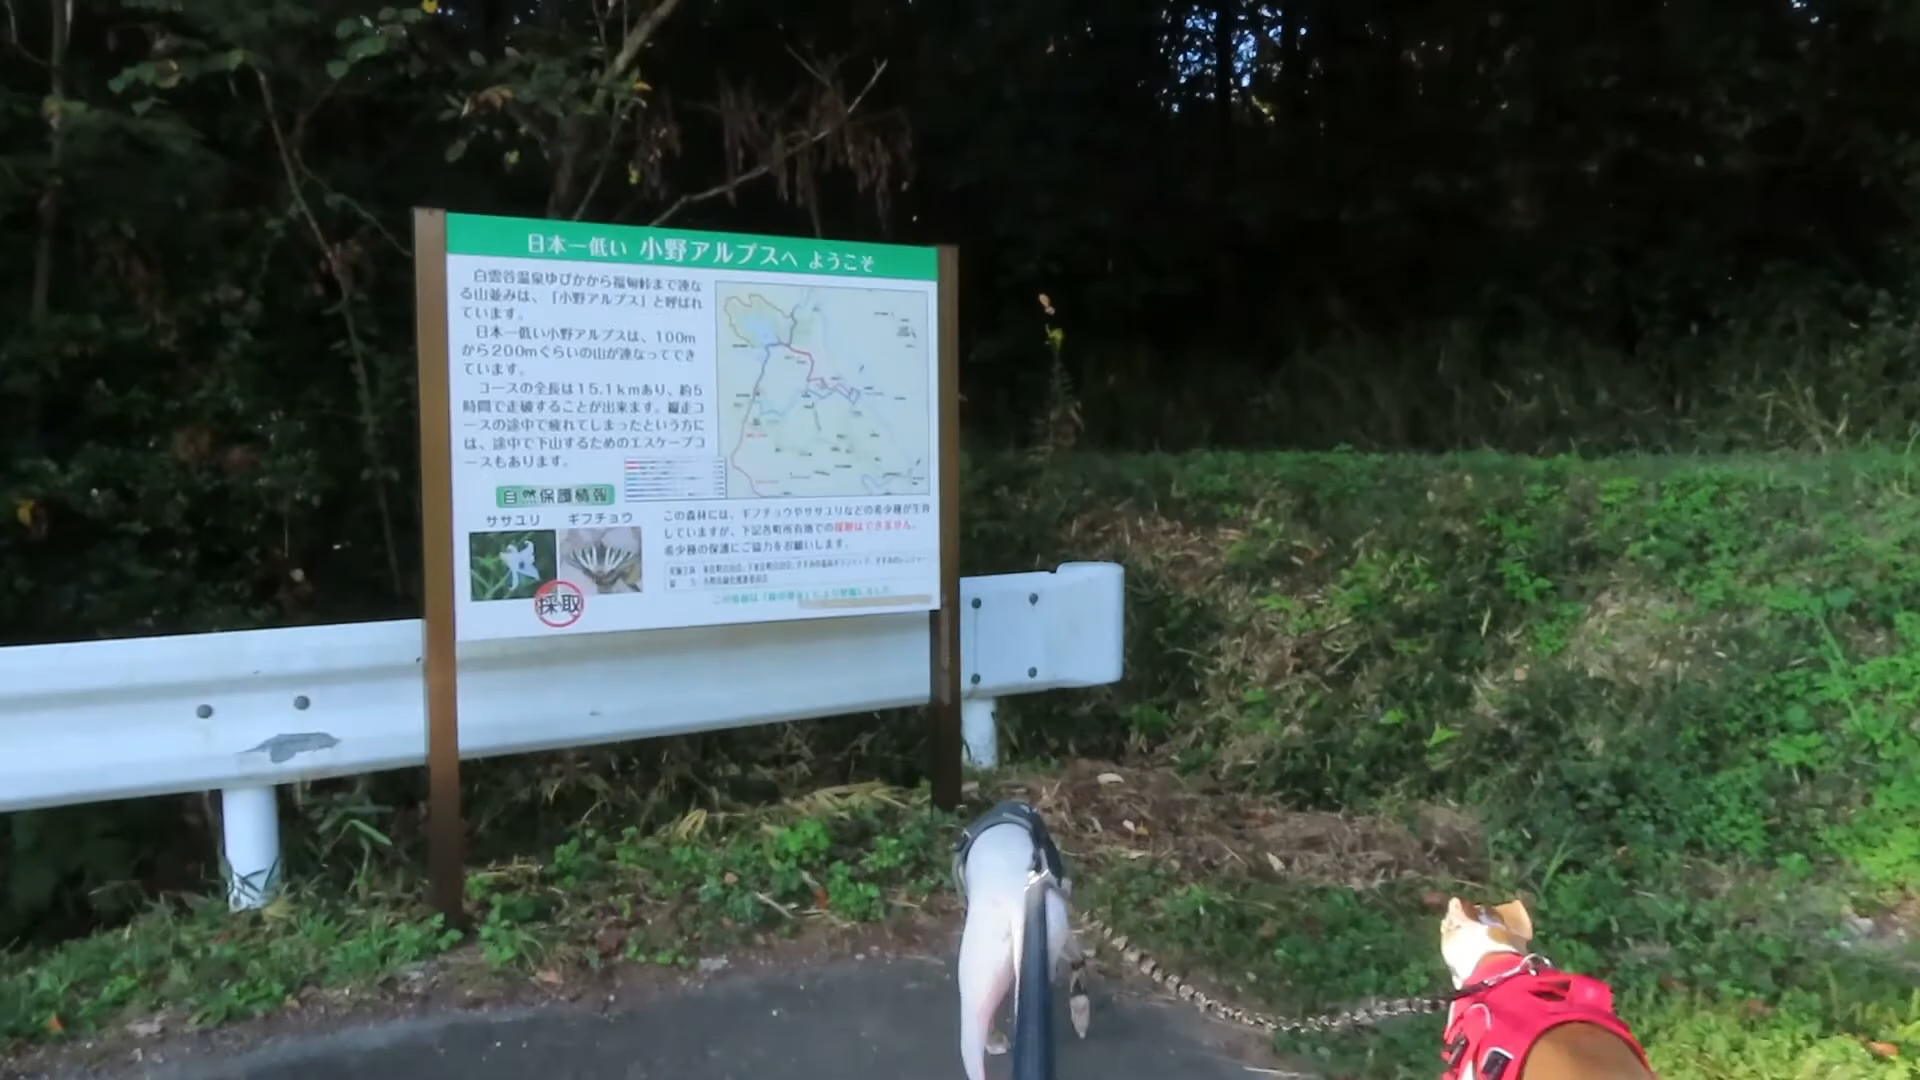 日本一低い 小野アルプスへ ようこそ
白雲谷温泉ゆぴかから福甸峠まで連な
る山並みは、「小野アルプス」と呼ばれ
ています。
日本一低い小野アルプスは、100m
から200mぐらいの山が連なってでき
ています。
コースの全長は15.1kmあり、約5
時間で走破することが出来ます。縦走コ
ースの途中で疲れてしまったという方に
は、途中で下山するためのエスケープコ
ースもあります。
自然保護情報
ササユリ ギフチョウ
採取
この森林には、ギフチョウやササユリなどの希少種が生存
していますが、下記各町所有地での採取はできません。
希少種の保護にご協力をお願いします。